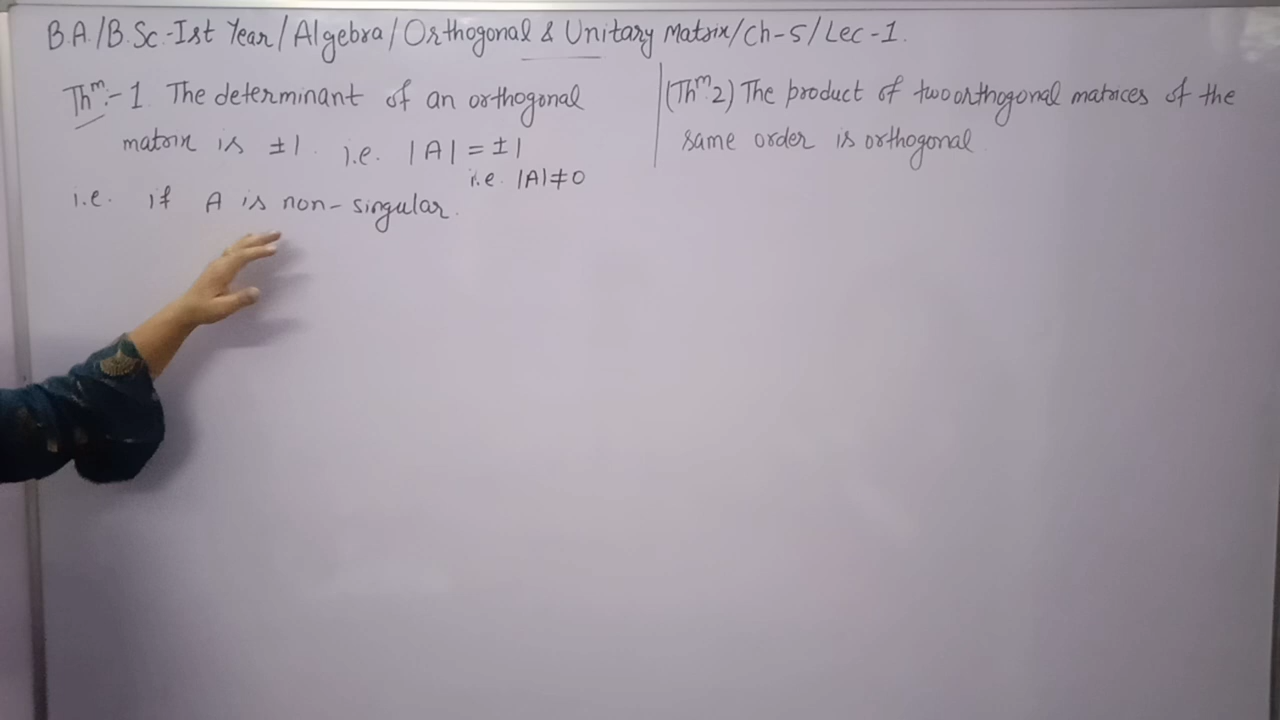 B.A./B.Sc.-Ist Year/Algebra/Orthogonal & Unitary Matrix/Ch-5/Lec-1.
Thm:-1 The determinant of an orthogonal
matrix is ±1. i.e. |A| = ±1
i.e. |A|≠0
i.e. if A is non-singular.
(Thm.2) The product of two orthogonal matrices of the
same order is orthogonal.